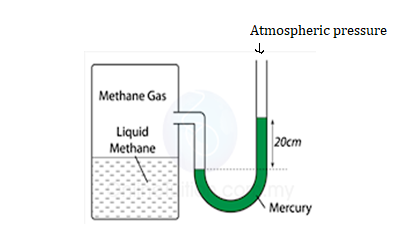 Atmospheric pressure
Methane Gas
Liquid
Methane
20cm
Mercury